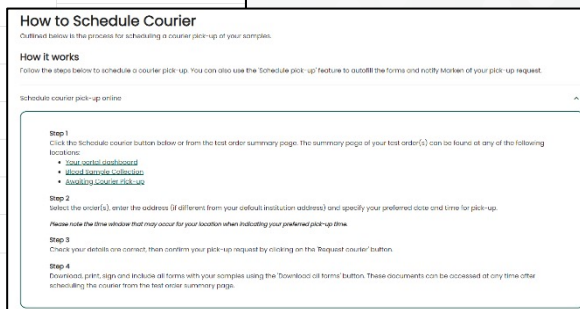 How to Schedule Courier
Outlined below is the process for scheduling a courier pick-up of your samples.
How it works
Follow the steps below to schedule a courier pick-up. You can also use the 'Schedule pick-up' feature to autofill the forms and notify Marken of your pick-up request.
Schedule courier pick-up online
Step 1
Click the Schedule courier button below or from the test order summary page. The summary page of your test order(s) can be found at any of the following
locations:
• Your portal dashboard
• Blood Sample Collection
• Awaiting Courier Pick-up
Step 2
Select the order(s), enter the address (if different from your default institution address) and specify your preferred date and time for pick-up.
Please note the time window that may occur for your location when indicating your preferred pick-up time.
Step 3
Check your details are correct, then confirm your pick-up request by clicking on the 'Request courier' button.
Step 4
Download, print, sign and include all forms with your samples using the 'Download all forms' button. These documents can be accessed at any time after
scheduling the courier from the test order summary page.